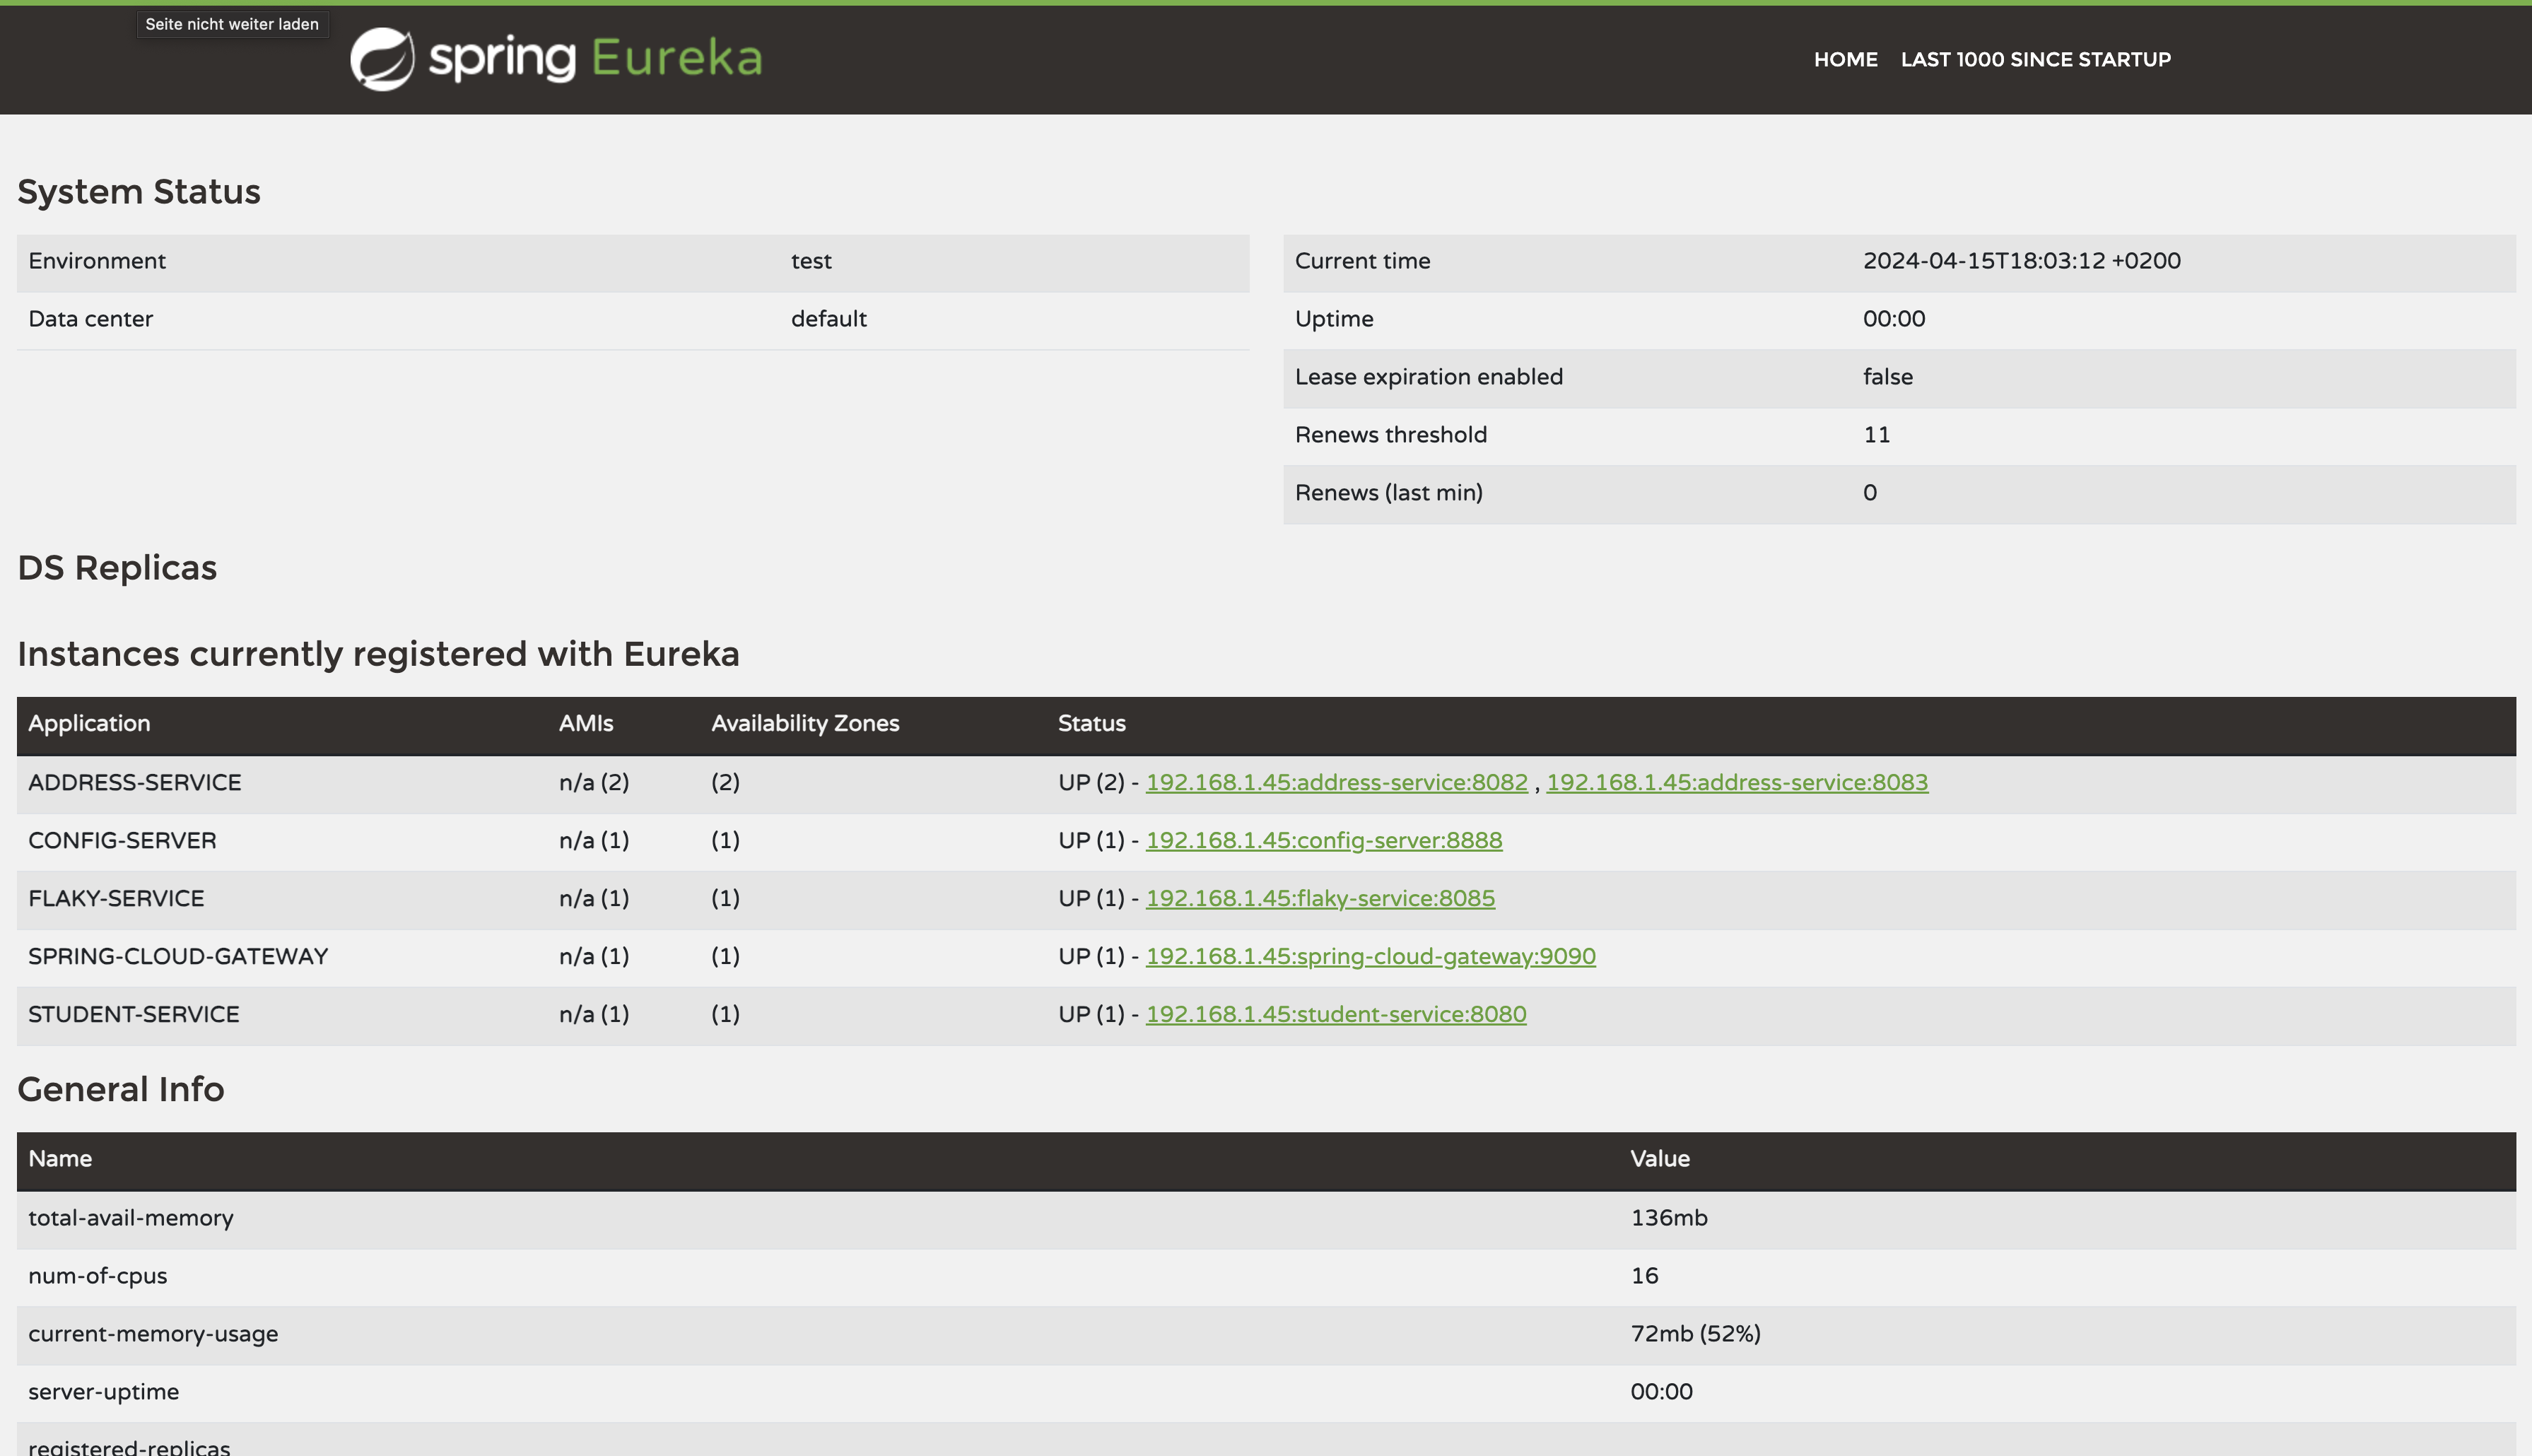 Seite nicht weiter laden
spring Eureka
HOME LAST 1000 SINCE STARTUP
System Status
Environment test
Data center default
Current time 2024-04-15T18:03:12 +0200
Uptime 00:00
Lease expiration enabled false
Renews threshold 11
Renews (last min) 0
DS Replicas
Instances currently registered with Eureka
Application AMIs Availability Zones Status
ADDRESS-SERVICE n/a (2) (2) UP (2) - 192.168.1.45:address-service:8082 , 192.168.1.45:address-service:8083
CONFIG-SERVER n/a (1) (1) UP (1) - 192.168.1.45:config-server:8888
FLAKY-SERVICE n/a (1) (1) UP (1) - 192.168.1.45:flaky-service:8085
SPRING-CLOUD-GATEWAY n/a (1) (1) UP (1) - 192.168.1.45:spring-cloud-gateway:9090
STUDENT-SERVICE n/a (1) (1) UP (1) - 192.168.1.45:student-service:8080
General Info
Name Value
total-avail-memory 136mb
num-of-cpus 16
current-memory-usage 72mb (52%)
server-uptime 00:00
registered-replicas